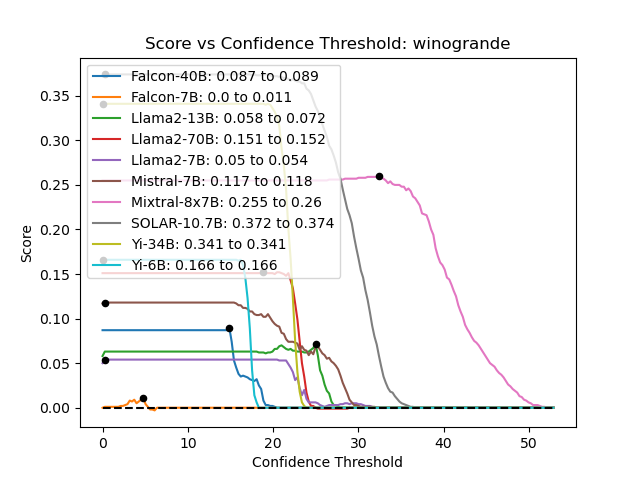 Score vs Confidence Threshold: winogrande
Score
0.35
0.30
0.25
0.20
0.15
0.10
0.05
0.00
Falcon-40B: 0.087 to 0.089
Falcon-7B: 0.0 to 0.011
Llama2-13B: 0.058 to 0.072
Llama2-70B: 0.151 to 0.152
Llama2-7B: 0.05 to 0.054
Mistral-7B: 0.117 to 0.118
Mixtral-8x7B: 0.255 to 0.26
SOLAR-10.7B: 0.372 to 0.374
Yi-34B: 0.341 to 0.341
Yi-6B: 0.166 to 0.166
0 10 20 30 40 50
Confidence Threshold